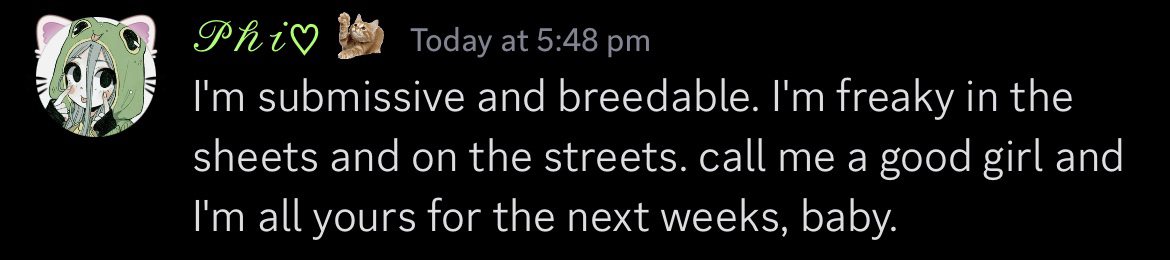 𝒫𝒽𝒾♡ Today at 5:48 pm
I'm submissive and breedable. I'm freaky in the
sheets and on the streets. call me a good girl and
I'm all yours for the next weeks, baby.